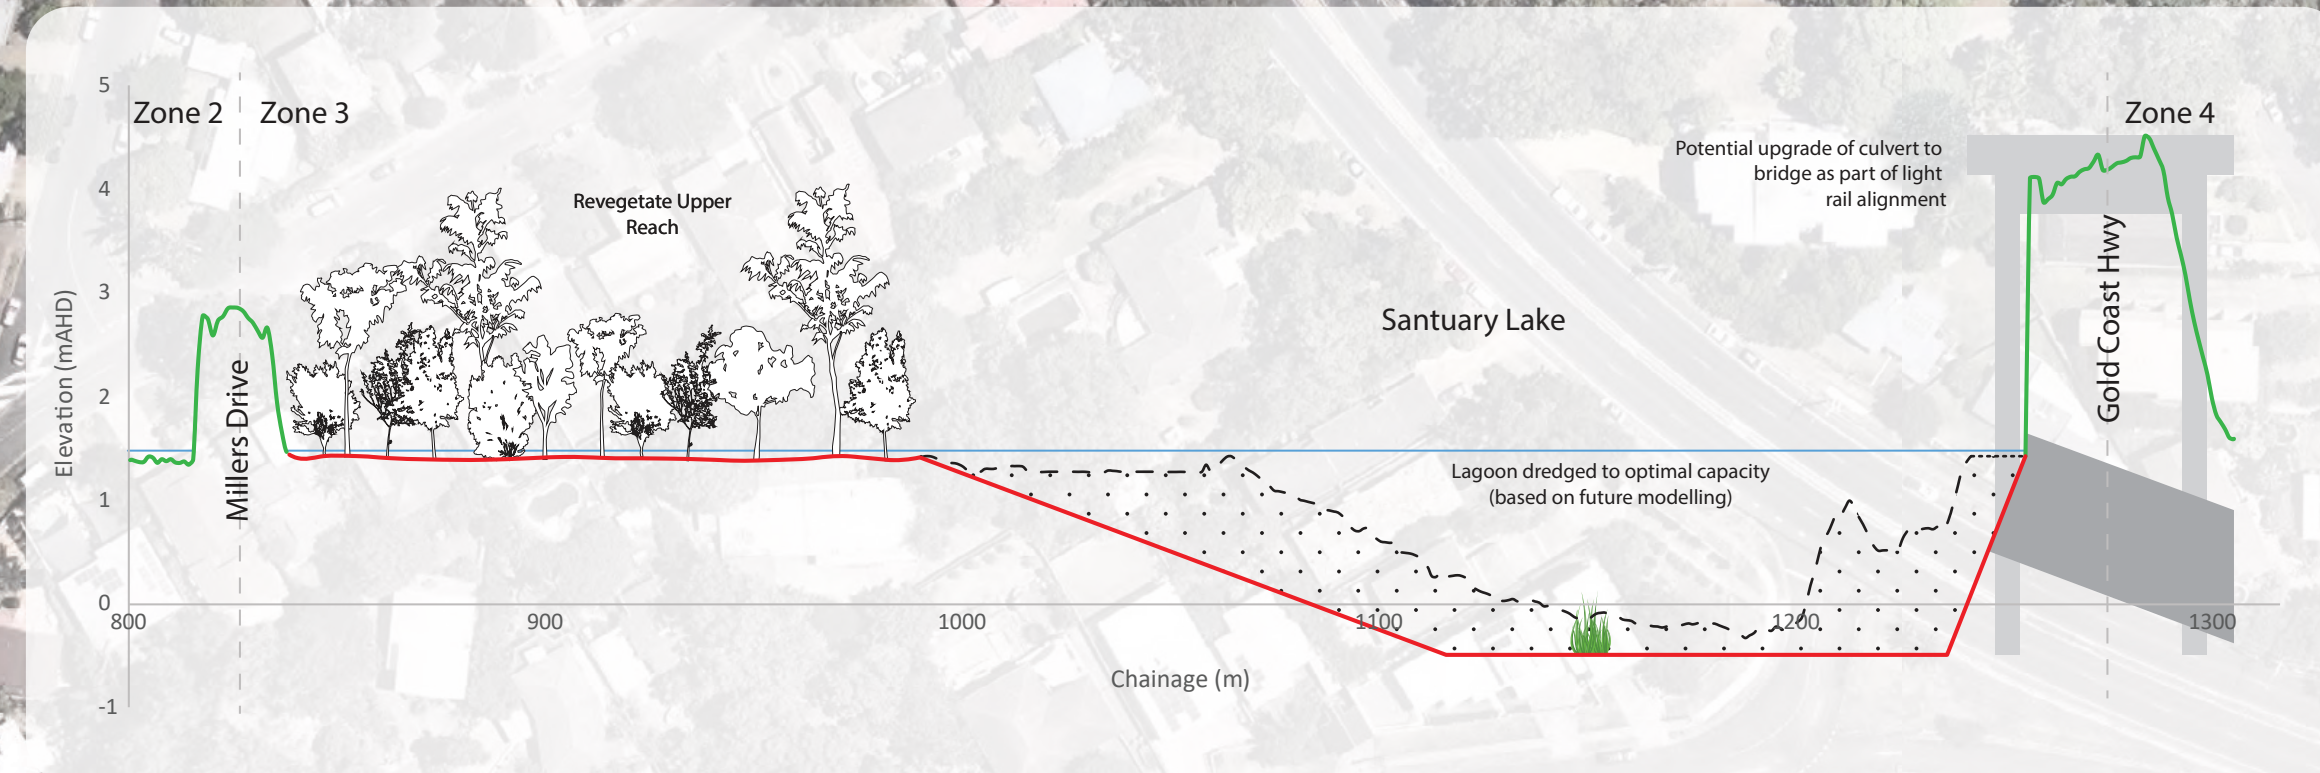 5
Zone 2
Zone 3
Zone 4
Potential upgrade of culvert to
bridge as part of light
rail alignment
4
Revegetate Upper
Reach
3
Santuary Lake
Gold Coast Hwy
Elevation (mAHD)
2
Millers Drive
Lagoon dredged to optimal capacity
(based on future modelling)
1
0
800
900
1000
1100
1200
1300
Chainage (m)
-1